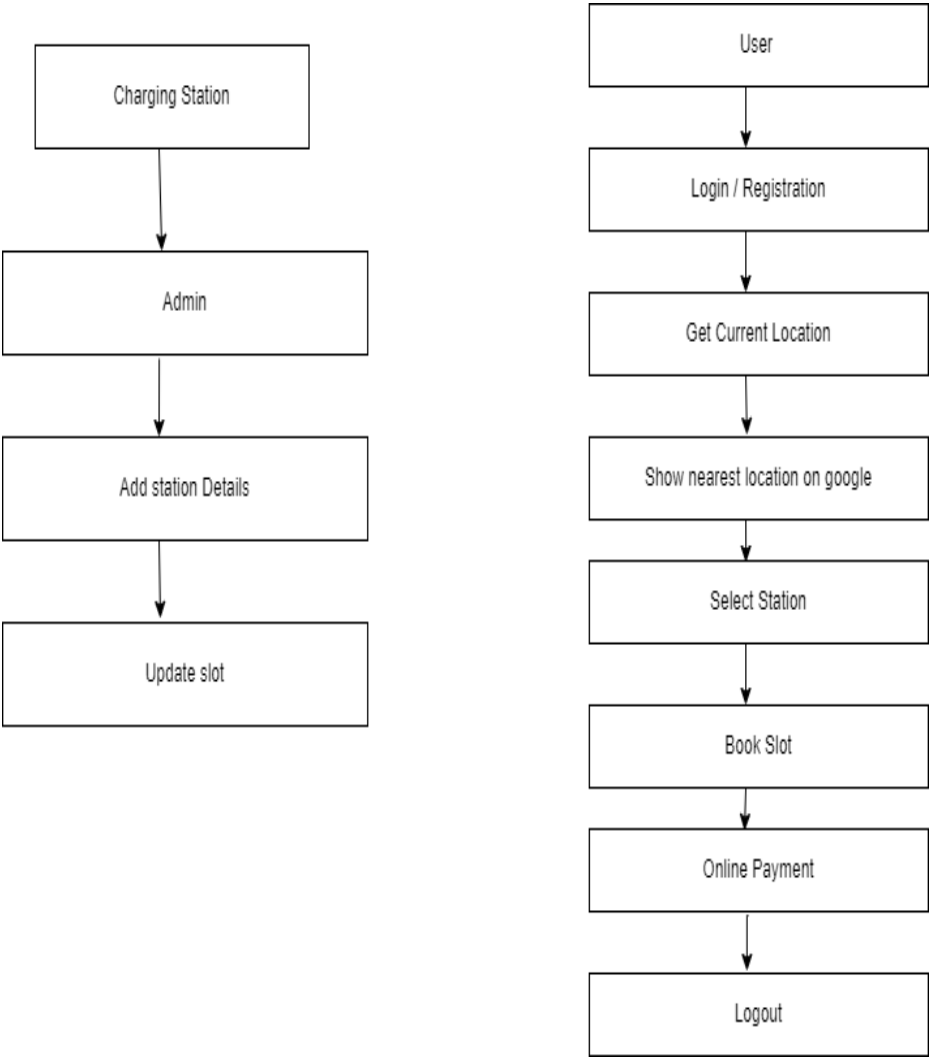 Charging Station
Admin
Add station Details
Update slot
User
Login / Registration
Get Current Location
Show nearest location on google
Select Station
Book Slot
Online Payment
Logout